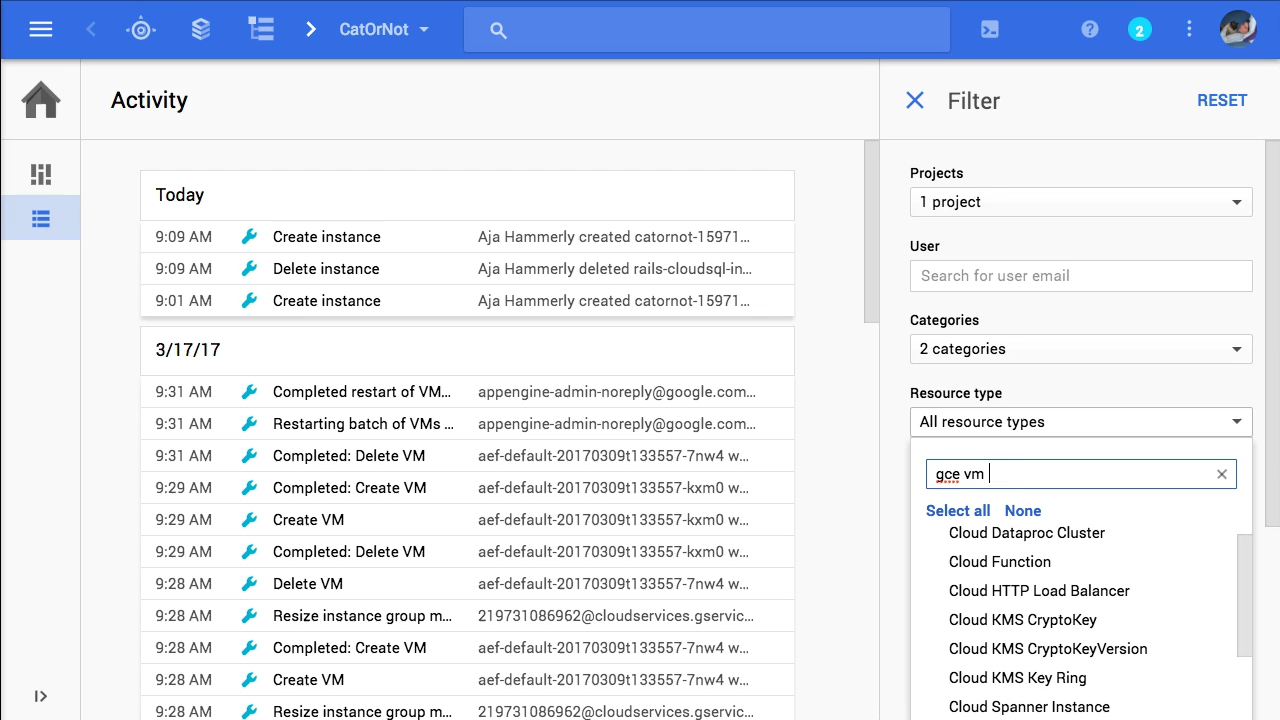 CatOrNot
2
Activity
Filter
RESET
Today
9:09 AM Create instance Aja Hammerly created catornot-15971...
9:09 AM Delete instance Aja Hammerly deleted rails-cloudsql-in...
9:01 AM Create instance Aja Hammerly created catornot-15971...
3/17/17
9:31 AM Completed restart of VM... appengine-admin-noreply@google.com...
9:31 AM Restarting batch of VMs ... appengine-admin-noreply@google.com...
9:31 AM Completed: Delete VM aef-default-20170309t133557-7nw4 w...
9:29 AM Completed: Create VM aef-default-20170309t133557-kxm0 w...
9:29 AM Create VM aef-default-20170309t133557-kxm0 w...
9:29 AM Completed: Delete VM aef-default-20170309t133557-kxm0 w...
9:28 AM Delete VM aef-default-20170309t133557-7nw4 w...
9:28 AM Resize instance group m... 219731086962@cloudservices.gservic...
9:28 AM Completed: Create VM aef-default-20170309t133557-7nw4 w...
9:28 AM Create VM aef-default-20170309t133557-7nw4 w...
9:28 AM Resize instance group m... 219731086962@cloudservices.gservic...
Projects
1 project
User
Search for user email
Categories
2 categories
Resource type
All resource types
gce vm
Select all None
Cloud Dataproc Cluster
Cloud Function
Cloud HTTP Load Balancer
Cloud KMS CryptoKey
Cloud KMS CryptoKeyVersion
Cloud KMS Key Ring
Cloud Spanner Instance